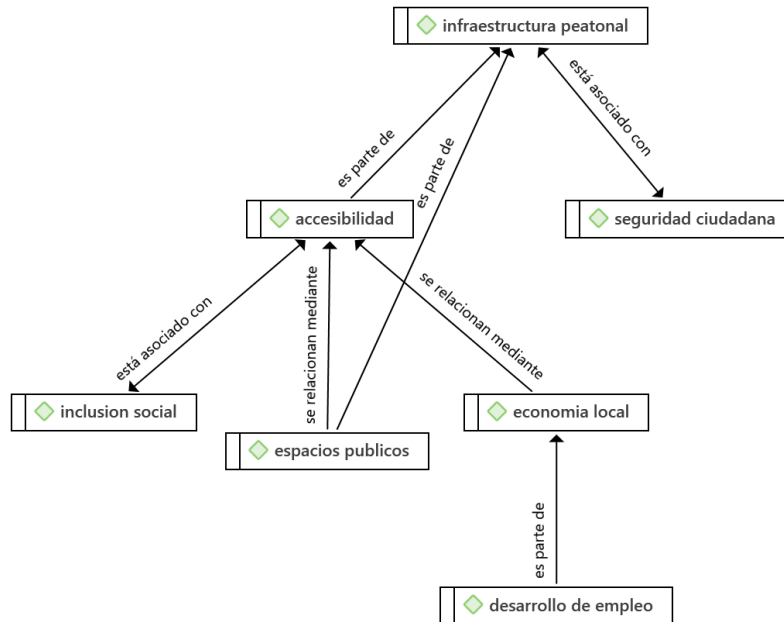 infraestructura peatonal
está asociado con
es parte de
es parte de
accesibilidad
seguridad ciudadana
está asociado con
se relacionan mediante
se relacionan mediante
inclusion social
espacios publicos
economia local
es parte de
desarrollo de empleo